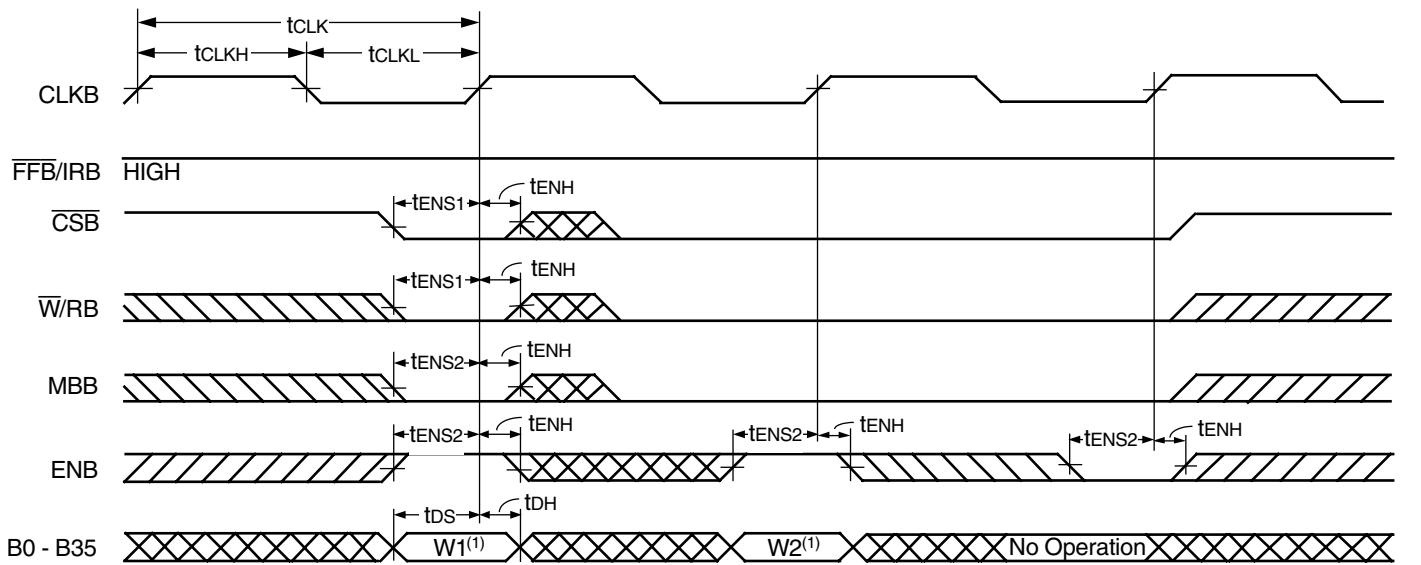 tCLK
tCLKH tCLKL
CLKB
FFB/IRB HIGH
tENS1 tENH
CSB
tENS1 tENH
W/RB
tENS2 tENH
MBB
tENS2 tENH tENS2 tENH tENS2 tENH
ENB
tDS tDH
B0 - B35 W1(1) W2(1) No Operation